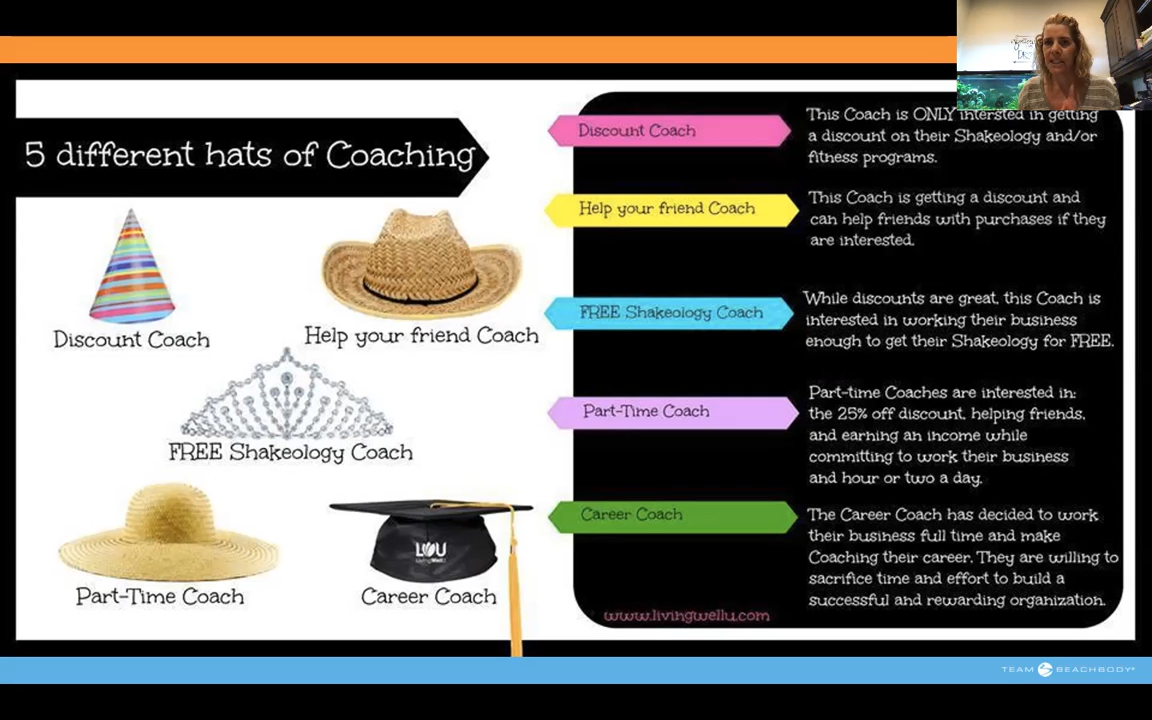 5 different hats of Coaching
Discount Coach
Help your friend Coach
FREE Shakeology Coach
Part-Time Coach
LU
LivingWellU
Career Coach
Discount Coach
This Coach is ONLY intersted in getting
a discount on their Shakeology and/or
fitness programs.
Help your friend Coach
This Coach is getting a discount and
can help friends with purchases if they
are interested.
FREE Shakeology Coach
While discounts are great, this Coach is
interested in working their business
enough to get their Shakeology for FREE.
Part-Time Coach
Part-time Coaches are interested in:
the 25% off discount, helping friends,
and earning an income while
committing to work their business
and hour or two a day.
Career Coach
The Career Coach has decided to work
their business full time and make
Coaching their career. They are willing to
sacrifice time and effort to build a
successful and rewarding organization.
www.livingwellu.com
TEAM BEACHBODY